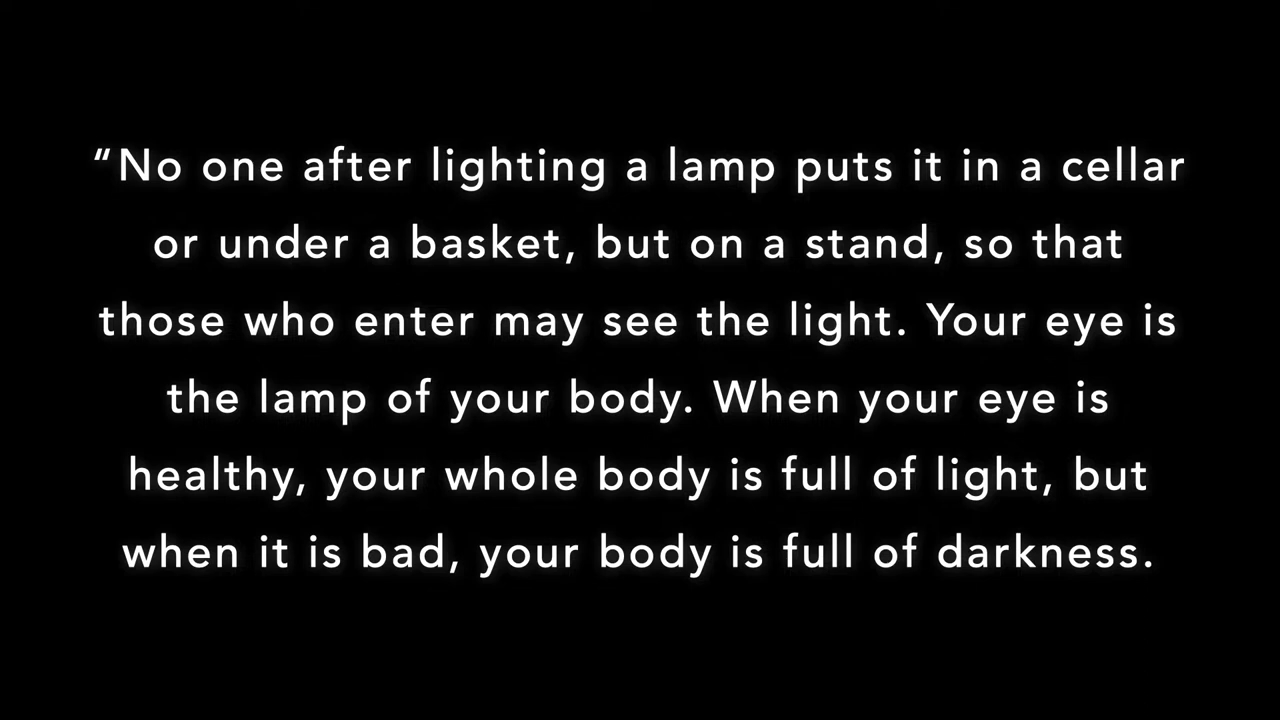 “No one after lighting a lamp puts it in a cellar
or under a basket, but on a stand, so that
those who enter may see the light. Your eye is
the lamp of your body. When your eye is
healthy, your whole body is full of light, but
when it is bad, your body is full of darkness.